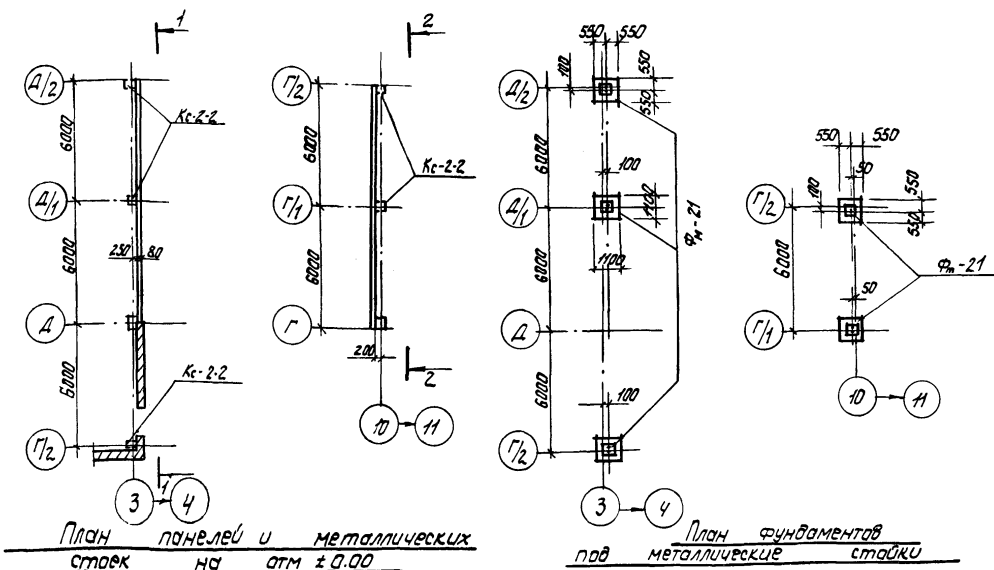 1
Д/2
6000
Кс-2-2
Д/1
6000
250
80
Д
6000
Кс-2-2
Г/2
1
3
4
2
Г/2
6000
Кс-2-2
Г/1
6000
Г
200
2
10
11
План панелей и металлических
стоек на отм ±0.00
550
550
Д/2
100
550
550
6000
100
Д/1
1100
1100
Фм-21
6000
Д
6000
100
Г/2
3
4
550
550
50
Г/2
100
550
550
6000
Фт-21
50
Г/1
10
11
План фундаментов
под металлические стойки